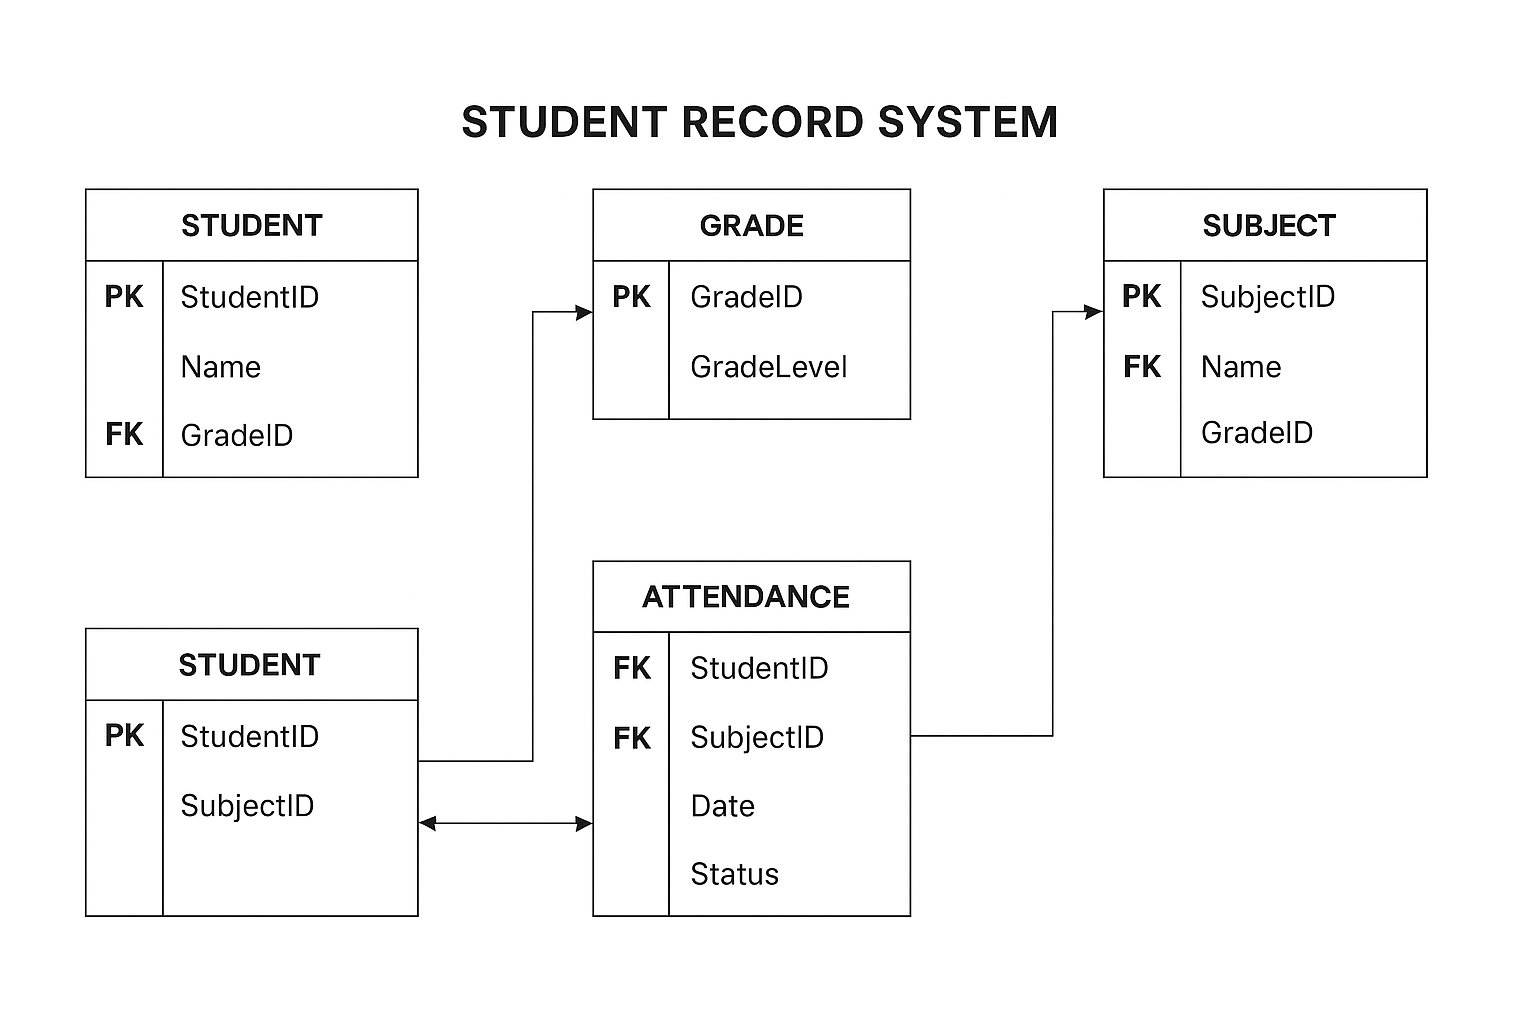 STUDENT RECORD SYSTEM
STUDENT
PK StudentID
Name
FK GradeID
GRADE
PK GradeID
GradeLevel
SUBJECT
PK SubjectID
FK Name
GradeID
STUDENT
PK StudentID
SubjectID
ATTENDANCE
FK StudentID
FK SubjectID
Date
Status